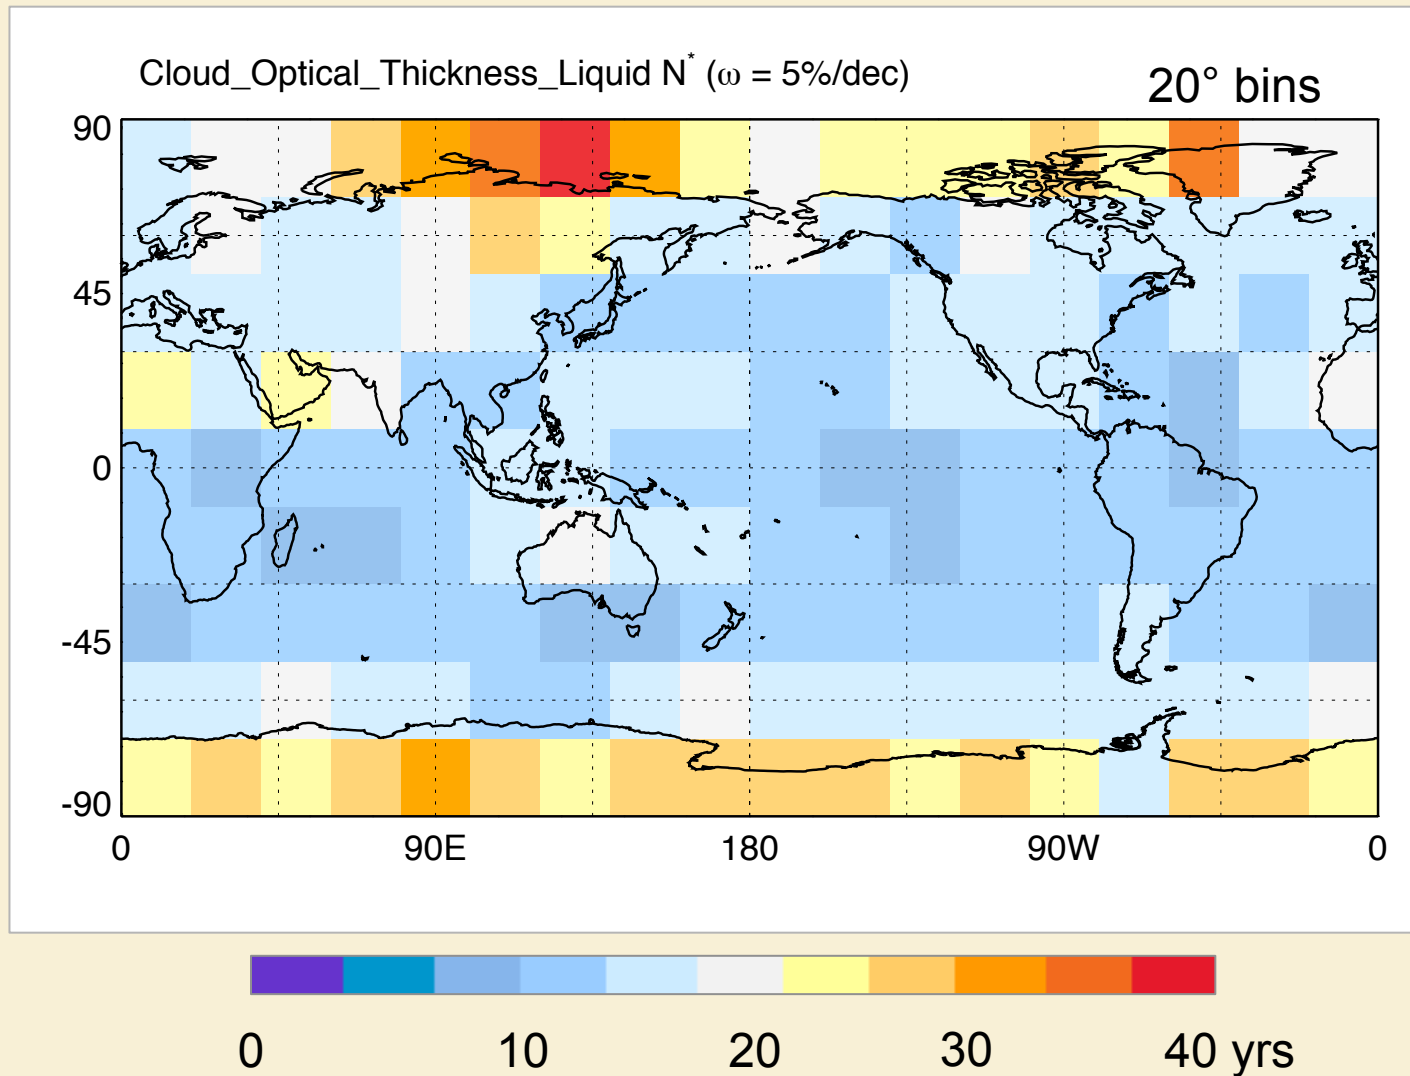 Cloud_Optical_Thickness_Liquid N* (ω = 5%/dec)
20° bins
90
45
0
-45
-90
0 90E 180 90W 0
0 10 20 30 40 yrs